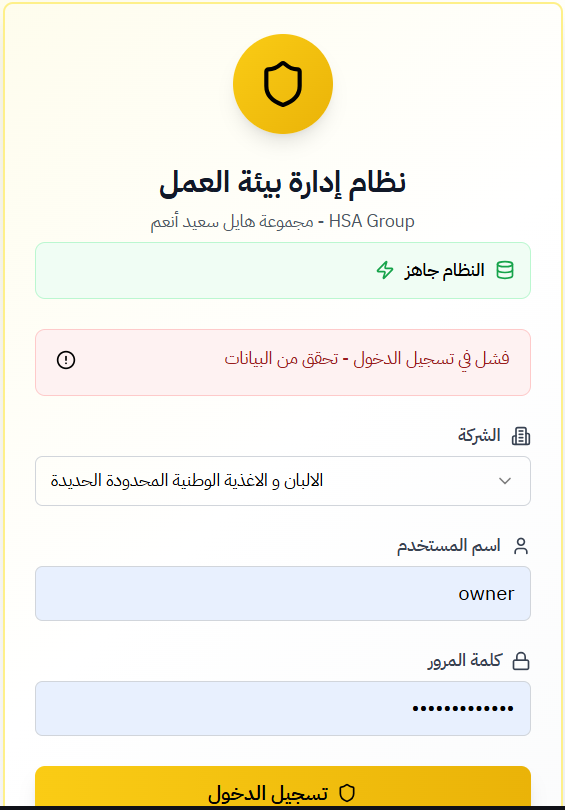 نظام إدارة بيئة العمل
HSA Group - مجموعة هايل سعيد أنعم
النظام جاهز
فشل في تسجيل الدخول - تحقق من البيانات
الشركة
الالبان و الاغذية الوطنية المحدودة الحديدة
اسم المستخدم
owner
كلمة المرور
•••••••••••••
تسجيل الدخول